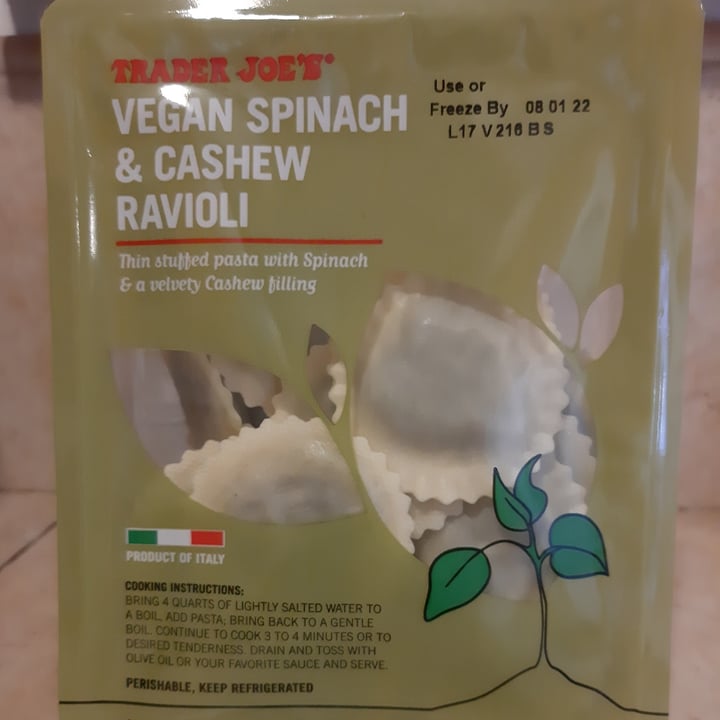 TRADER JOE'S®
VEGAN SPINACH
& CASHEW
RAVIOLI
Thin stuffed pasta with Spinach
& a velvety Cashew filling
Use or
Freeze By 08 01 22
L17 V 216 B S
PRODUCT OF ITALY
COOKING INSTRUCTIONS:
BRING 4 QUARTS OF LIGHTLY SALTED WATER TO
A BOIL, ADD PASTA; BRING BACK TO A GENTLE
BOIL. CONTINUE TO COOK 3 TO 4 MINUTES OR TO
DESIRED TENDERNESS. DRAIN AND TOSS WITH
OLIVE OIL OR YOUR FAVORITE SAUCE AND SERVE.
PERISHABLE, KEEP REFRIGERATED